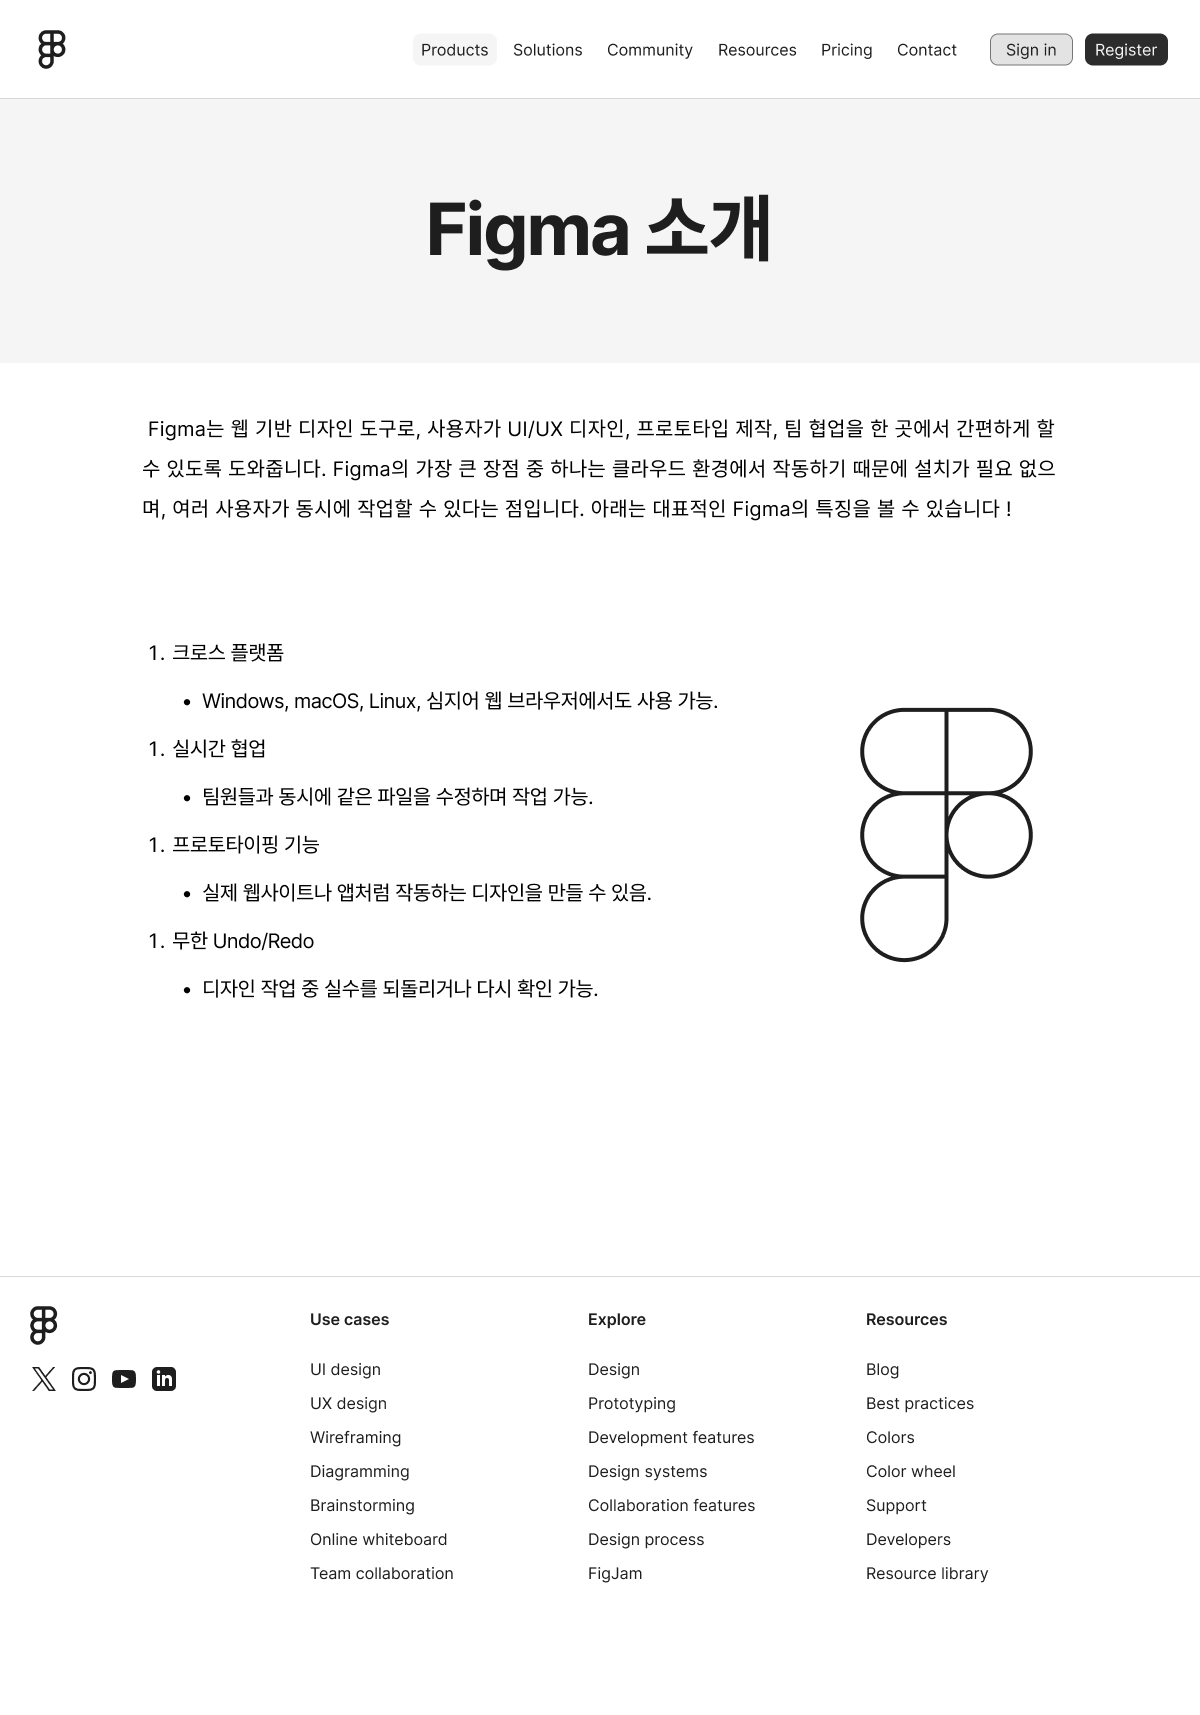 Products Solutions Community Resources Pricing Contact Sign in Register
Figma 소개
Figma는 웹 기반 디자인 도구로, 사용자가 UI/UX 디자인, 프로토타입 제작, 팀 협업을 한 곳에서 간편하게 할
수 있도록 도와줍니다. Figma의 가장 큰 장점 중 하나는 클라우드 환경에서 작동하기 때문에 설치가 필요 없으
며, 여러 사용자가 동시에 작업할 수 있다는 점입니다. 아래는 대표적인 Figma의 특징을 볼 수 있습니다 !
1. 크로스 플랫폼
• Windows, macOS, Linux, 심지어 웹 브라우저에서도 사용 가능.
1. 실시간 협업
• 팀원들과 동시에 같은 파일을 수정하며 작업 가능.
1. 프로토타이핑 기능
• 실제 웹사이트나 앱처럼 작동하는 디자인을 만들 수 있음.
1. 무한 Undo/Redo
• 디자인 작업 중 실수를 되돌리거나 다시 확인 가능.
Use cases
UI design
UX design
Wireframing
Diagramming
Brainstorming
Online whiteboard
Team collaboration
Explore
Design
Prototyping
Development features
Design systems
Collaboration features
Design process
FigJam
Resources
Blog
Best practices
Colors
Color wheel
Support
Developers
Resource library